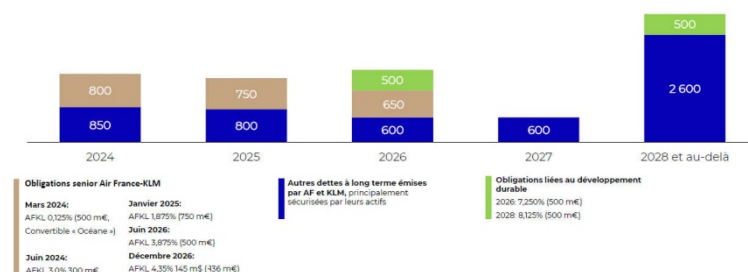 500
2 600
500
650
600
800
850
750
800
600
2024
2025
2026
2027
2028 et au-delà
Obligations senior Air France-KLM
Mars 2024:
AFKL 0,125% (500 m€,
Convertible « Océane »)
Juin 2024:
AFKL 3,0% 300 m€
Janvier 2025:
AFKL 1,875% (750 m€)
Juin 2026:
AFKL 3,875% (500 m€)
Décembre 2026:
AFKL 4,35% 145 m$ (136 m€)
Autres dettes à long terme émises
par AF et KLM, principalement
sécurisées par leurs actifs
Obligations liées au développement
durable
2026: 7,250% (500 m€)
2028: 8,125% (500 m€)